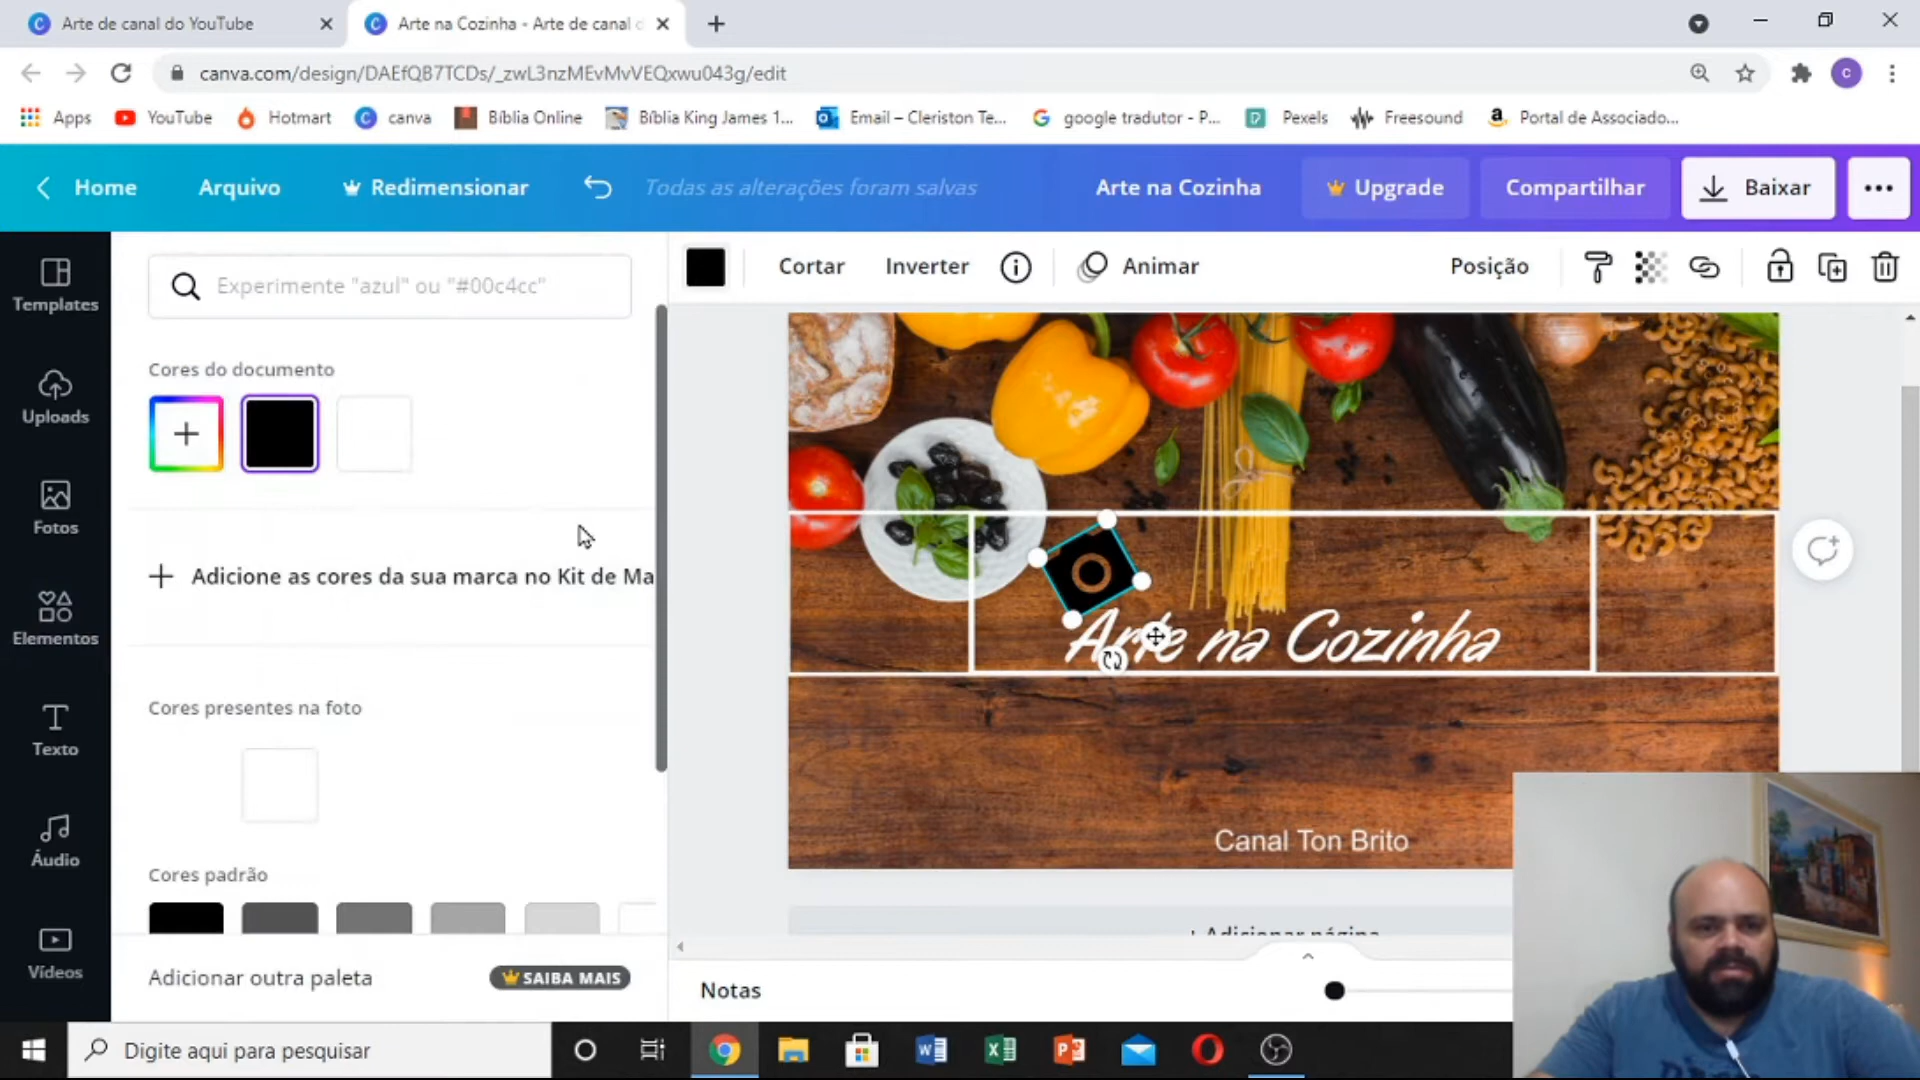 Arte de canal do YouTube
Arte na Cozinha - Arte de canal
canva.com/design/DAEfQB7TCDs/_zwL3nzMEvMvVEQxwu043g/edit
C
Apps
YouTube
Hotmart
canva
Bíblia Online
Bíblia King James 1...
Email – Cleriston Te...
google tradutor - P...
Pexels
Freesound
Portal de Associado...
Home
Arquivo
Redimensionar
Todas as alterações foram salvas
Arte na Cozinha
Upgrade
Compartilhar
Baixar
Templates
Uploads
Fotos
Elementos
Texto
Áudio
Vídeos
Experimente "azul" ou "#00c4cc"
Cores do documento
Adicione as cores da sua marca no Kit de Ma
Cores presentes na foto
Cores padrão
Adicionar outra paleta
SAIBA MAIS
Cortar
Inverter
Animar
Posição
Arte na Cozinha
Canal Ton Brito
+ Adicionar página
Notas
Digite aqui para pesquisar